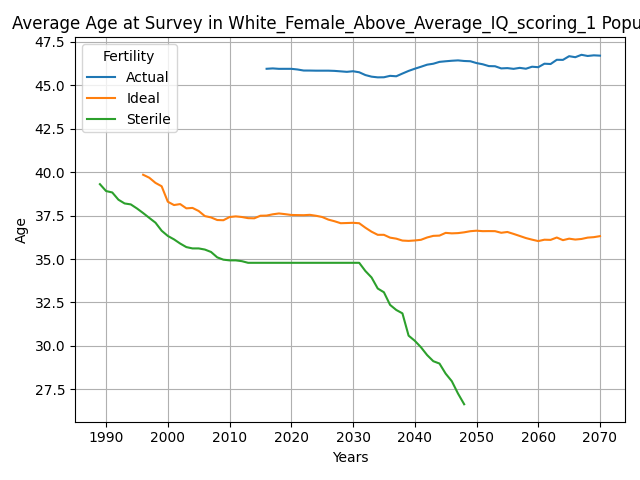 Average Age at Survey in White_Female_Above_Average_IQ_scoring_1 Popu
47.5
45.0
42.5
40.0
37.5
35.0
32.5
30.0
27.5
Age
Fertility
Actual
Ideal
Sterile
1990 2000 2010 2020 2030 2040 2050 2060 2070
Years